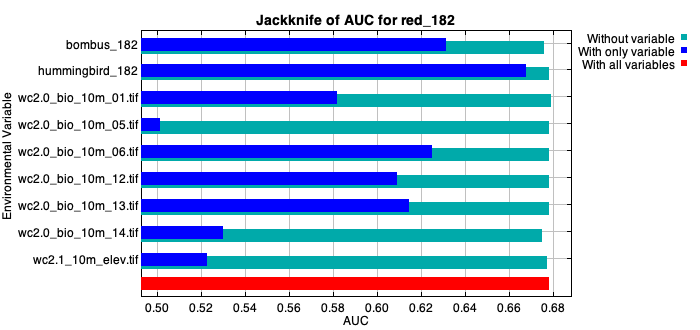 Jackknife of AUC for red_182
Without variable
With only variable
With all variables
Environmental Variable
bombus_182
hummingbird_182
wc2.0_bio_10m_01.tif
wc2.0_bio_10m_05.tif
wc2.0_bio_10m_06.tif
wc2.0_bio_10m_12.tif
wc2.0_bio_10m_13.tif
wc2.0_bio_10m_14.tif
wc2.1_10m_elev.tif
0.50 0.52 0.54 0.56 0.58 0.60 0.62 0.64 0.66 0.68
AUC